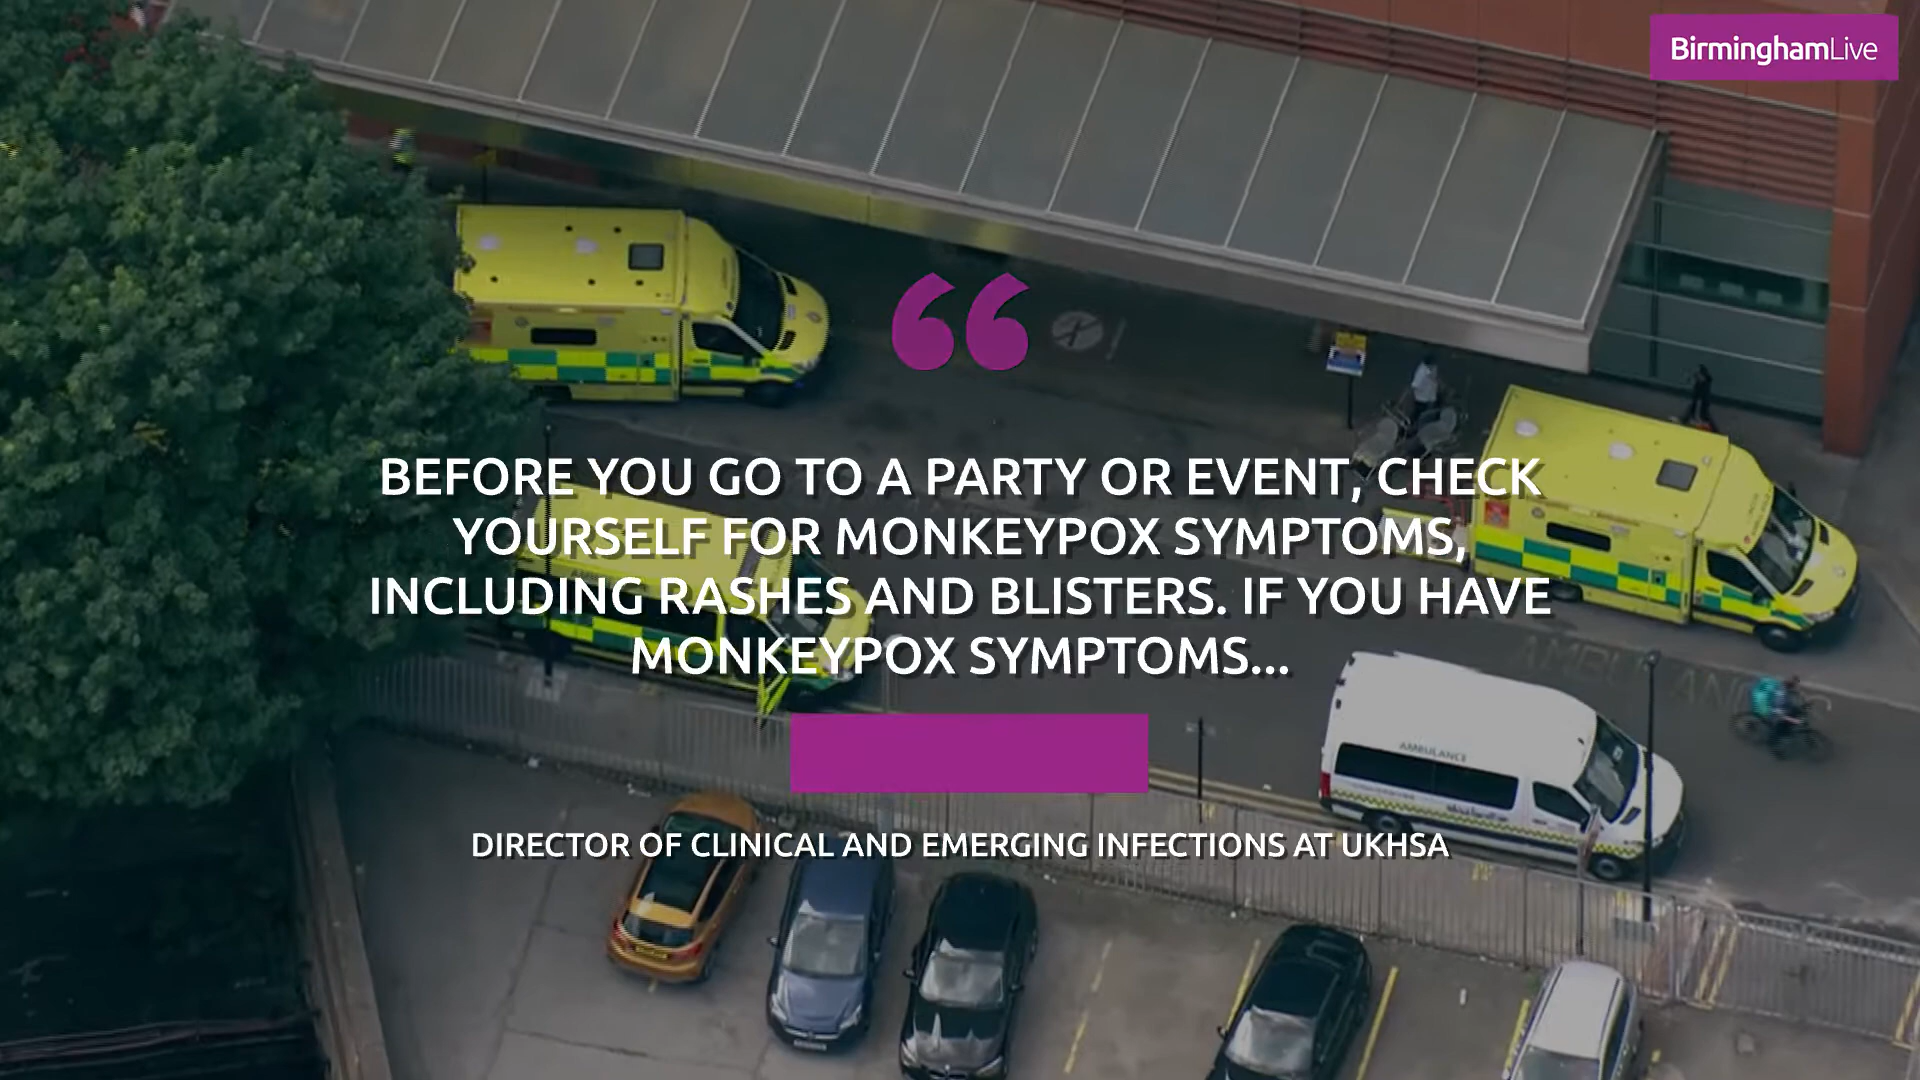 BirminghamLive
BEFORE YOU GO TO A PARTY OR EVENT, CHECK
YOURSELF FOR MONKEYPOX SYMPTOMS,
INCLUDING RASHES AND BLISTERS. IF YOU HAVE
MONKEYPOX SYMPTOMS...
AMBULANCE
DIRECTOR OF CLINICAL AND EMERGING INFECTIONS AT UKHSA